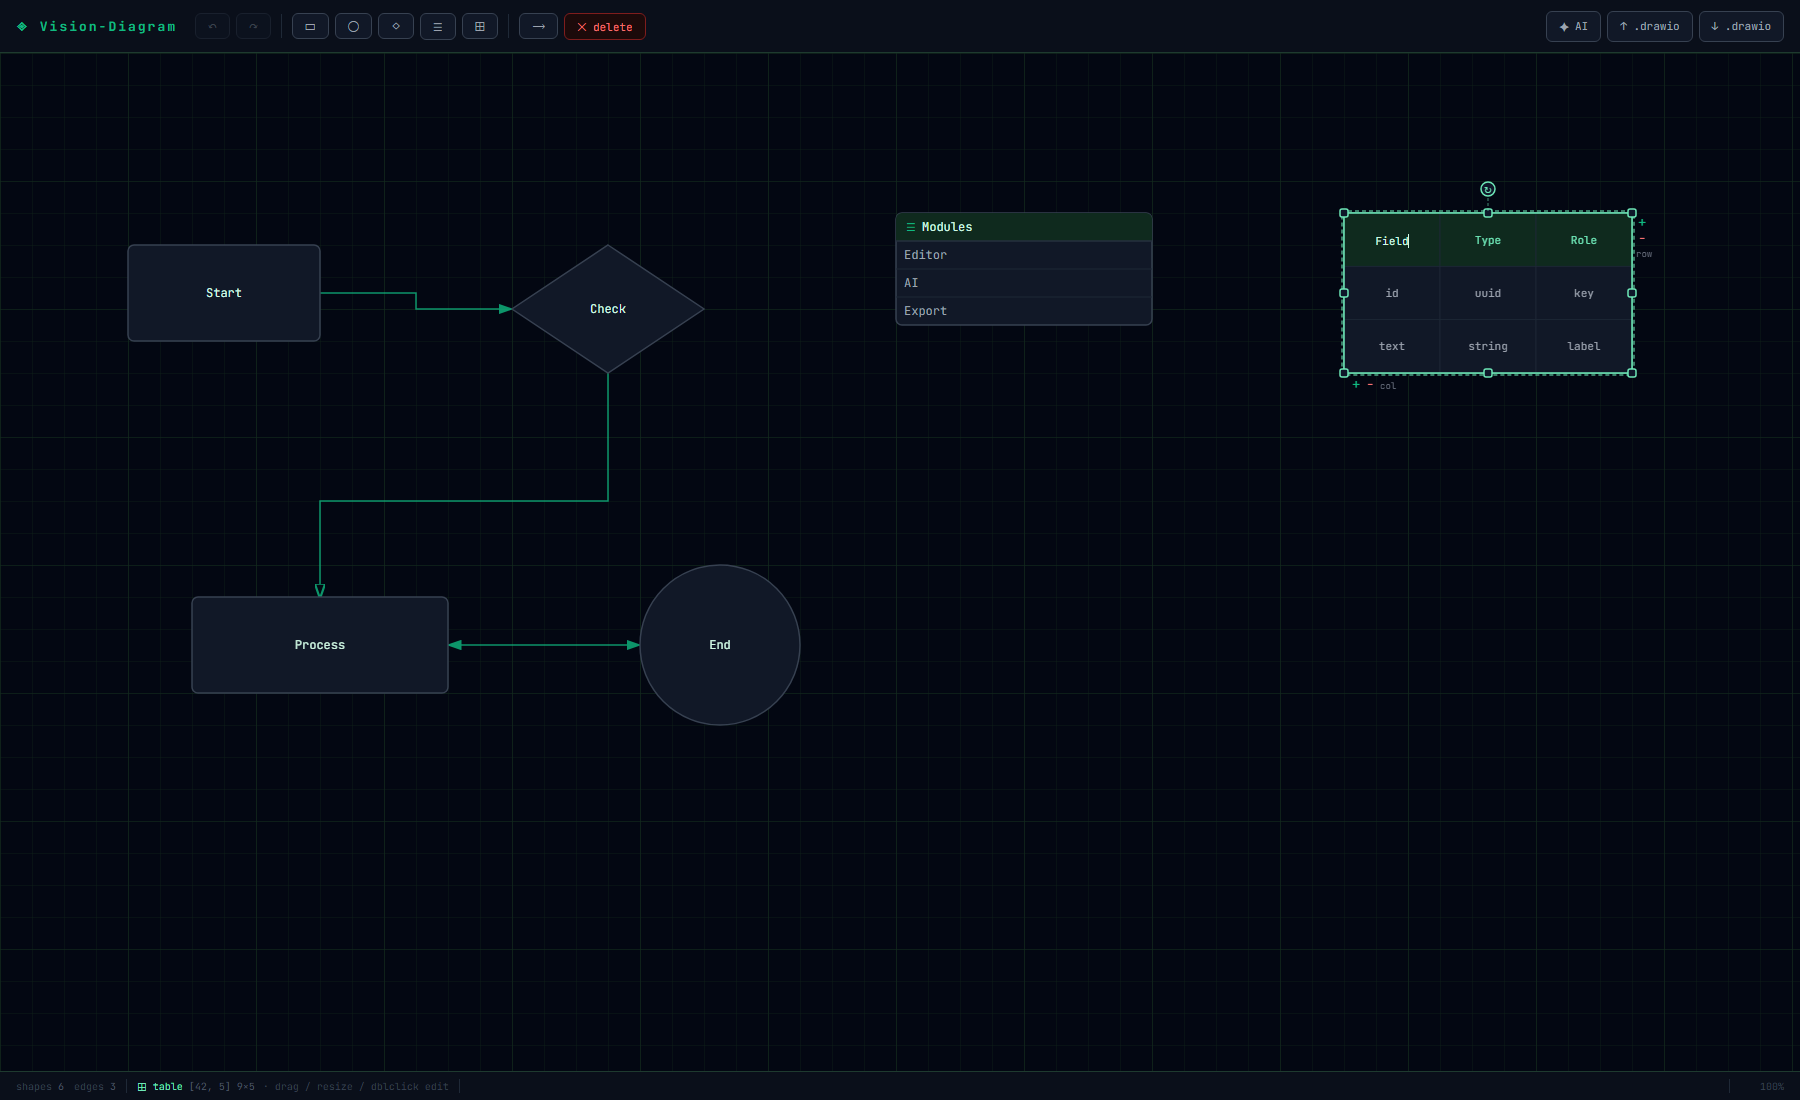 Vision-Diagram
delete
AI
↑ .drawio
↓ .drawio
Start
Check
Modules
Editor
AI
Export
Field Type Role
id uuid key
text string label
+
-
row
+ - col
Process
End
shapes 6 edges 3
table [42, 5] 9×5 · drag / resize / dblclick edit
100%